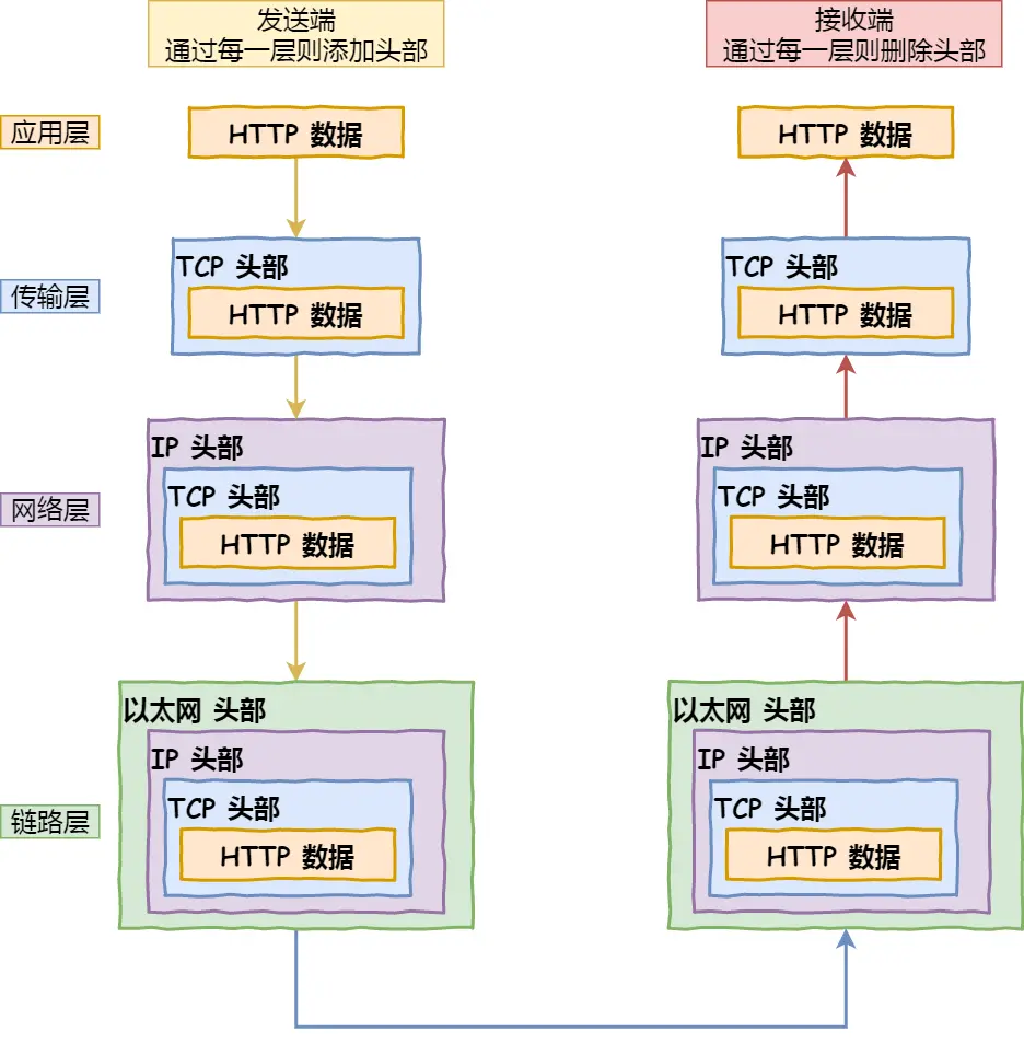 发送端
通过每一层则添加头部
接收端
通过每一层则删除头部
应用层
HTTP 数据
HTTP 数据
传输层
TCP 头部
HTTP 数据
TCP 头部
HTTP 数据
网络层
IP 头部
TCP 头部
HTTP 数据
IP 头部
TCP 头部
HTTP 数据
链路层
以太网 头部
IP 头部
TCP 头部
HTTP 数据
以太网 头部
IP 头部
TCP 头部
HTTP 数据